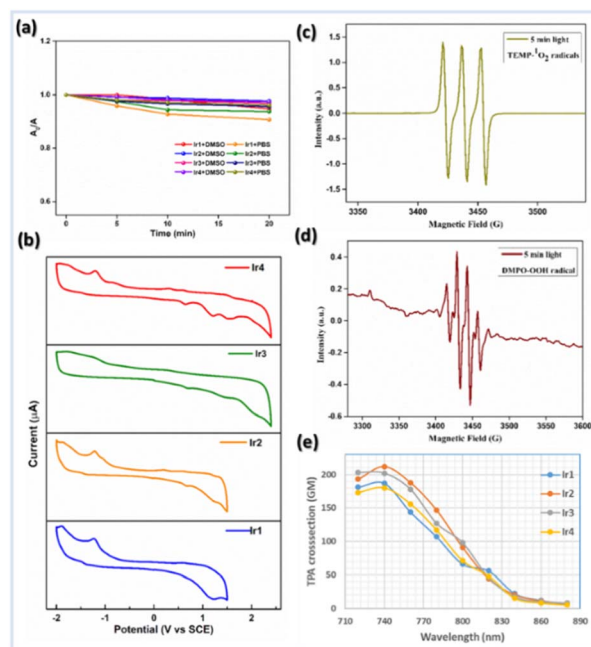 (a)
1.2
1.0
0.8
0.6
A₀/A
Ir1+DMSO Ir1+PBS
Ir2+DMSO Ir2+PBS
Ir3+DMSO Ir3+PBS
Ir4+DMSO Ir4+PBS
0 5 10 15 20
Time (min)
(b)
Ir4
Ir3
Ir2
Ir1
Current (μA)
-2 -1 0 1 2
Potential (V vs SCE)
(c)
5 min light
TEMP-¹O₂
radicals
1.5
1.0
0.5
0.0
-0.5
-1.0
-1.5
Intensity (a.u.)
3350 3400 3450 3500
Magnetic Field (G)
(d)
5 min light
DMPO-OOH radical
0.4
0.2
0.0
-0.2
-0.4
-0.6
Intensity (a.u.)
3300 3350 3400 3450 3500 3550 3600
Magnetic Field (G)
(e)
200
150
100
50
0
TPA crosssection (GM)
Ir1
Ir2
Ir3
Ir4
710 740 770 800 830 860 890
Wavelength (nm)